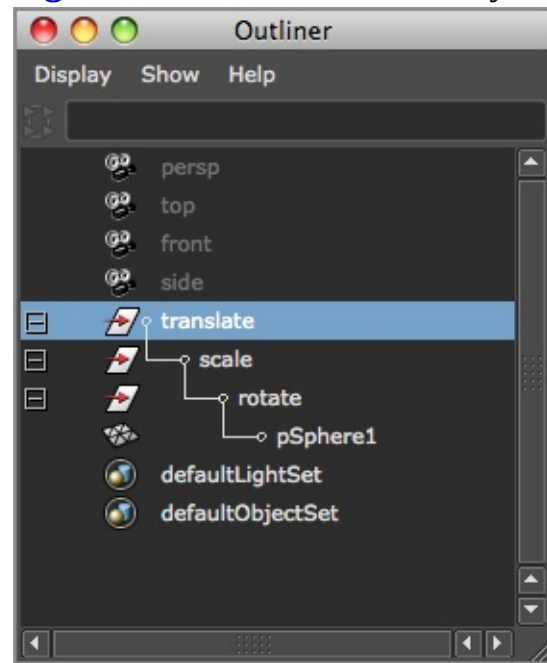 Outliner
Display Show Help
persp
top
front
side
translate
scale
rotate
pSphere1
defaultLightSet
defaultObjectSet